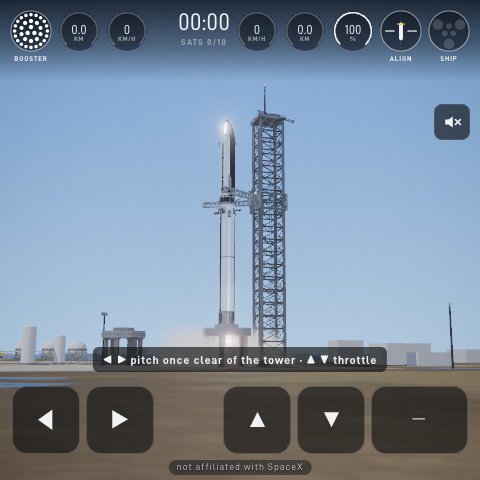 00:00
SATS 0/10
0.0
KM
0
KM/H
0
KM/H
0.0
KM
100
%
BOOSTER
ALIGN
SHIP
◀ ▶ pitch once clear of the tower · ▲ ▼ throttle
not affiliated with SpaceX